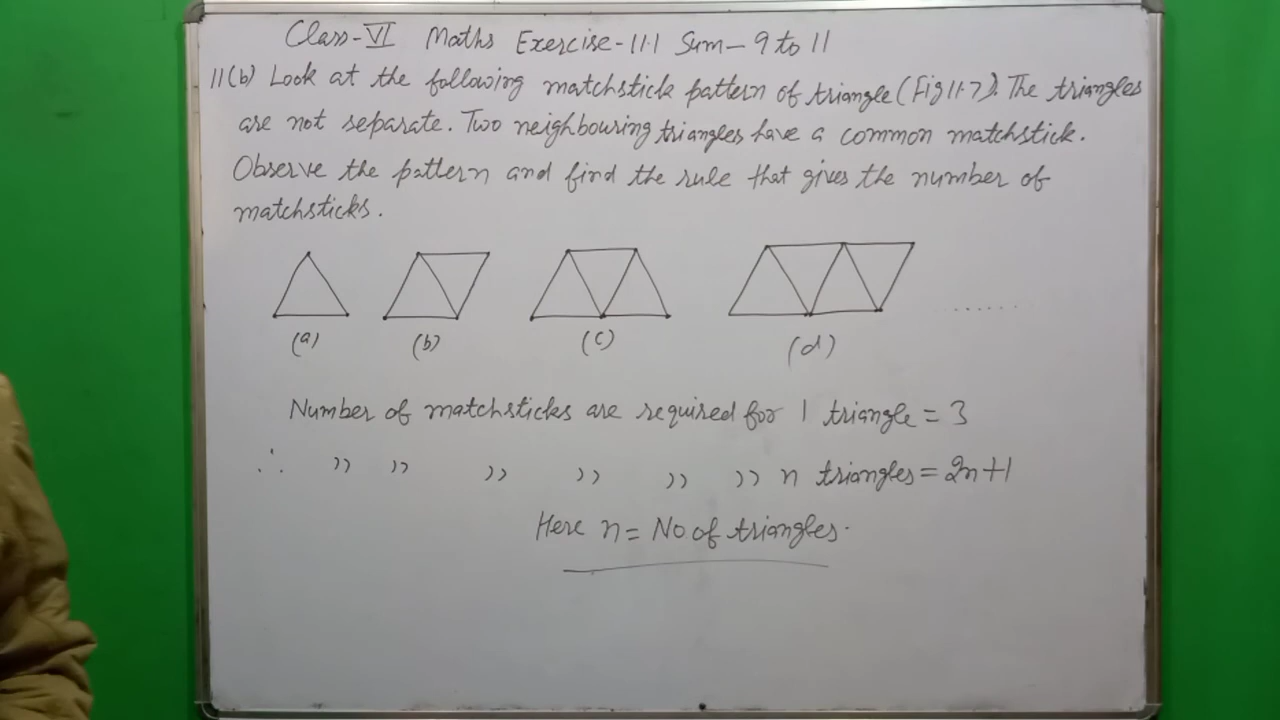 Class-VI Maths Exercise-11.1 Sum-9 to 11
11(b) Look at the following matchstick pattern of triangle (Fig 11.7). The triangles
are not separate. Two neighbouring triangles have a common matchstick.
Observe the pattern and find the rule that gives the number of
matchsticks.
(a) (b) (c) (d) .......
Number of matchsticks are required for 1 triangle = 3
∴ ,, ,, ,, ,, ,, ,, n triangles = 2n+1
Here n = No of triangles.